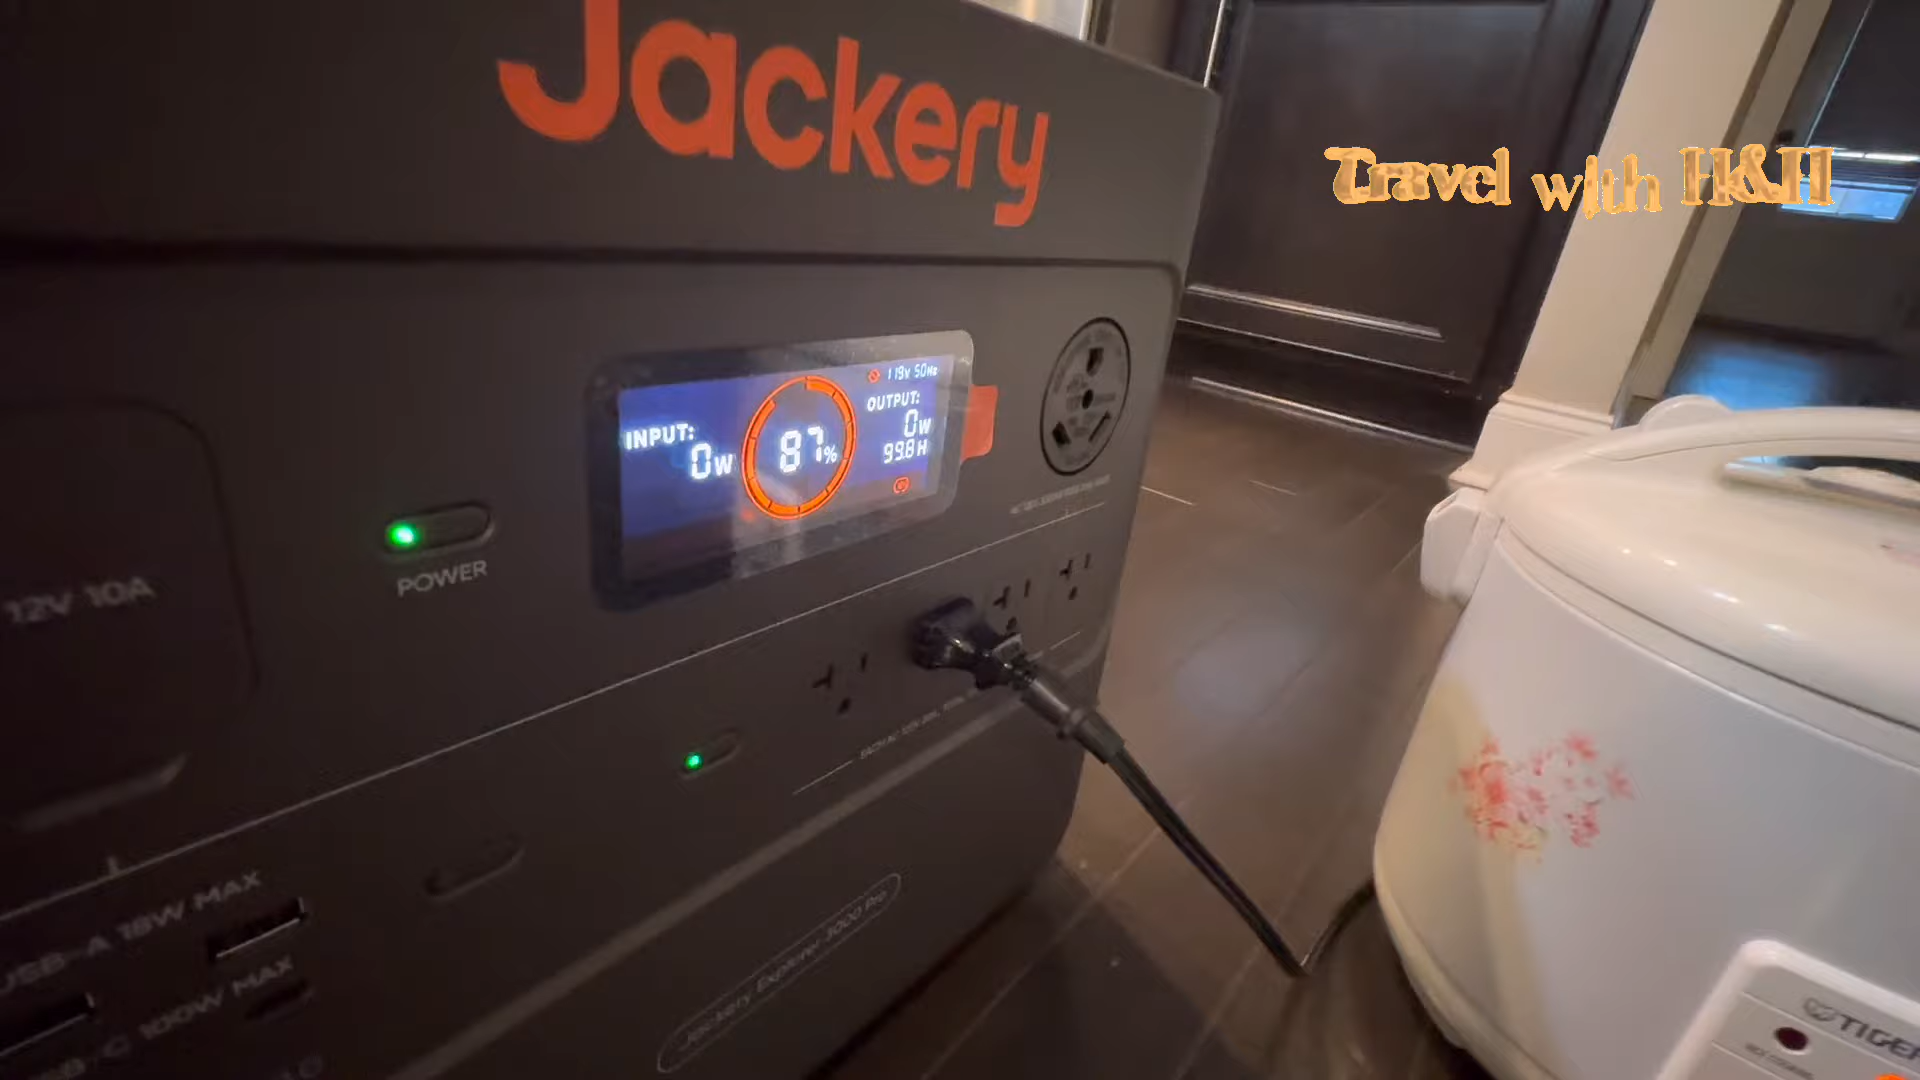 Jackery
Travel with H&H
119v 50Hz
INPUT:
0W
87%
OUTPUT:
0W
99.8H
POWER
12V 10A
USB-A 18W MAX
USB-C 100W MAX
Jackery Explorer 3000 Pro
TIGER